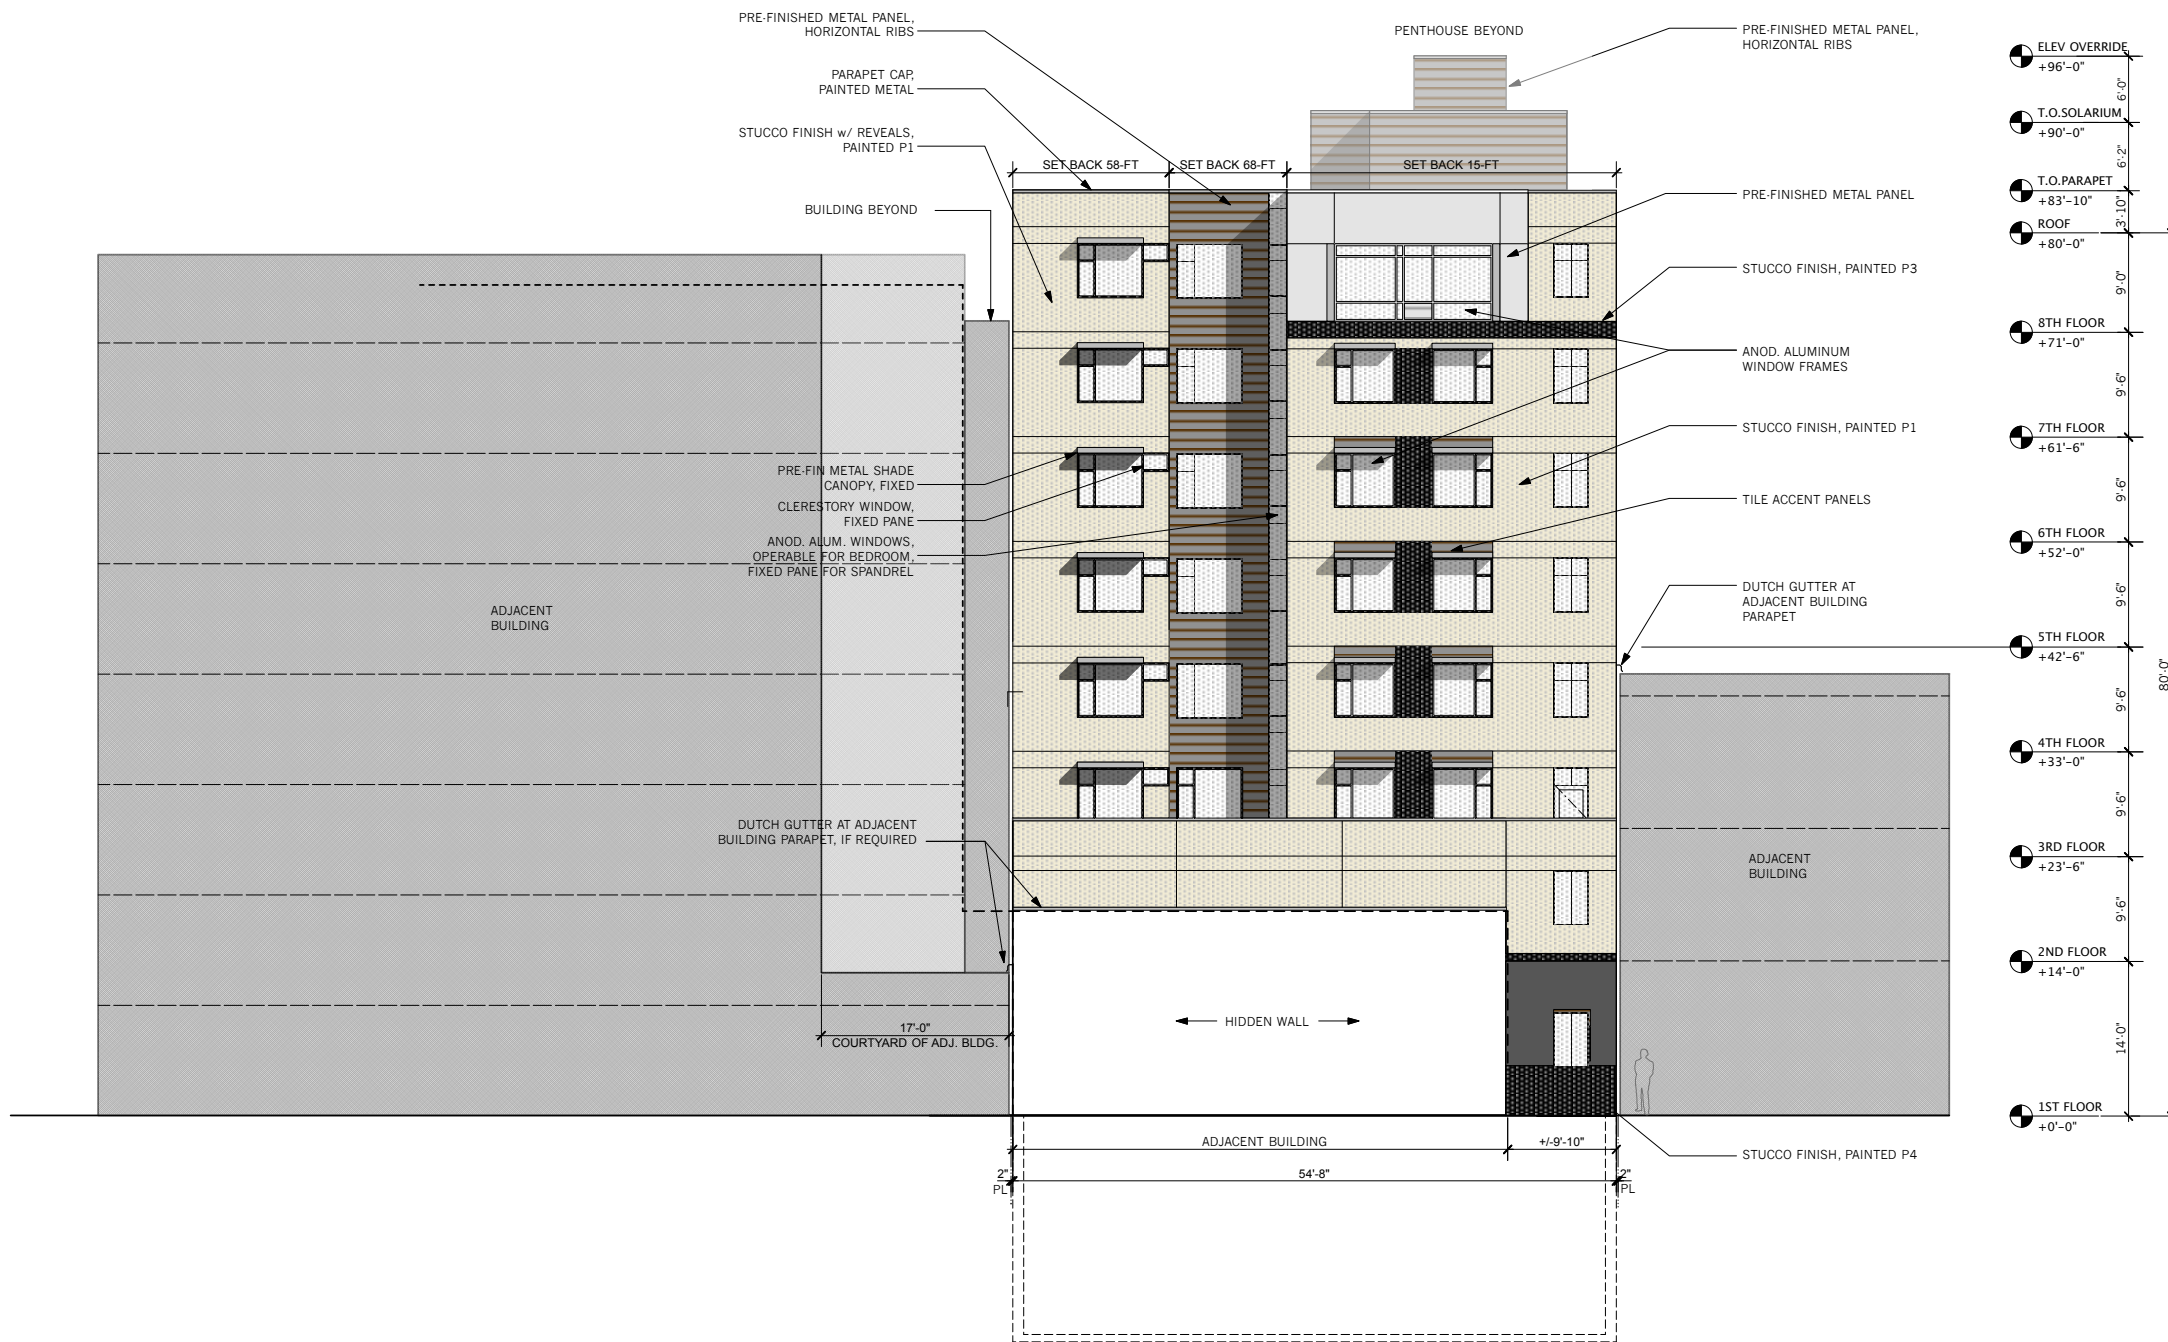 PRE-FINISHED METAL PANEL,
HORIZONTAL RIBS
PARAPET CAP,
PAINTED METAL
STUCCO FINISH w/ REVEALS,
PAINTED P1
BUILDING BEYOND
PENTHOUSE BEYOND
SET BACK 58-FT
SET BACK 68-FT
SET BACK 15-FT
PRE-FINISHED METAL PANEL,
HORIZONTAL RIBS
PRE-FINISHED METAL PANEL
STUCCO FINISH, PAINTED P3
ANOD. ALUMINUM
WINDOW FRAMES
STUCCO FINISH, PAINTED P1
TILE ACCENT PANELS
DUTCH GUTTER AT
ADJACENT BUILDING
PARAPET
PRE-FIN METAL SHADE
CANOPY, FIXED
CLERESTORY WINDOW,
FIXED PANE
ANOD. ALUM. WINDOWS,
OPERABLE FOR BEDROOM,
FIXED PANE FOR SPANDREL
ADJACENT
BUILDING
DUTCH GUTTER AT ADJACENT
BUILDING PARAPET, IF REQUIRED
ADJACENT
BUILDING
17'-0"
COURTYARD OF ADJ. BLDG.
HIDDEN WALL
ADJACENT BUILDING
+/-9'-10"
2"
PL
54'-8"
2"
PL
STUCCO FINISH, PAINTED P4
ELEV OVERRIDE
+96'-0"
6'-0"
T.O.SOLARIUM
+90'-0"
6'-2"
T.O.PARAPET
+83'-10"
3'-10"
ROOF
+80'-0"
9'-0"
8TH FLOOR
+71'-0"
9'-6"
7TH FLOOR
+61'-6"
9'-6"
6TH FLOOR
+52'-0"
9'-6"
5TH FLOOR
+42'-6"
9'-6"
4TH FLOOR
+33'-0"
9'-6"
3RD FLOOR
+23'-6"
9'-6"
2ND FLOOR
+14'-0"
14'-0"
1ST FLOOR
+0'-0"
80'-0"